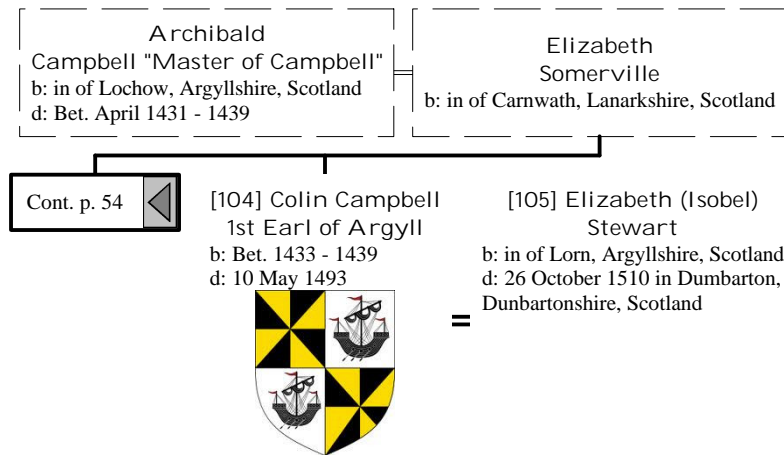 Archibald
Campbell "Master of Campbell"
b: in of Lochow, Argyllshire, Scotland
d: Bet. April 1431 - 1439
Elizabeth
Somerville
b: in of Carnwath, Lanarkshire, Scotland
Cont. p. 54
[104] Colin Campbell
1st Earl of Argyll
b: Bet. 1433 - 1439
d: 10 May 1493
=
[105] Elizabeth (Isobel)
Stewart
b: in of Lorn, Argyllshire, Scotland
d: 26 October 1510 in Dumbarton,
Dunbartonshire, Scotland